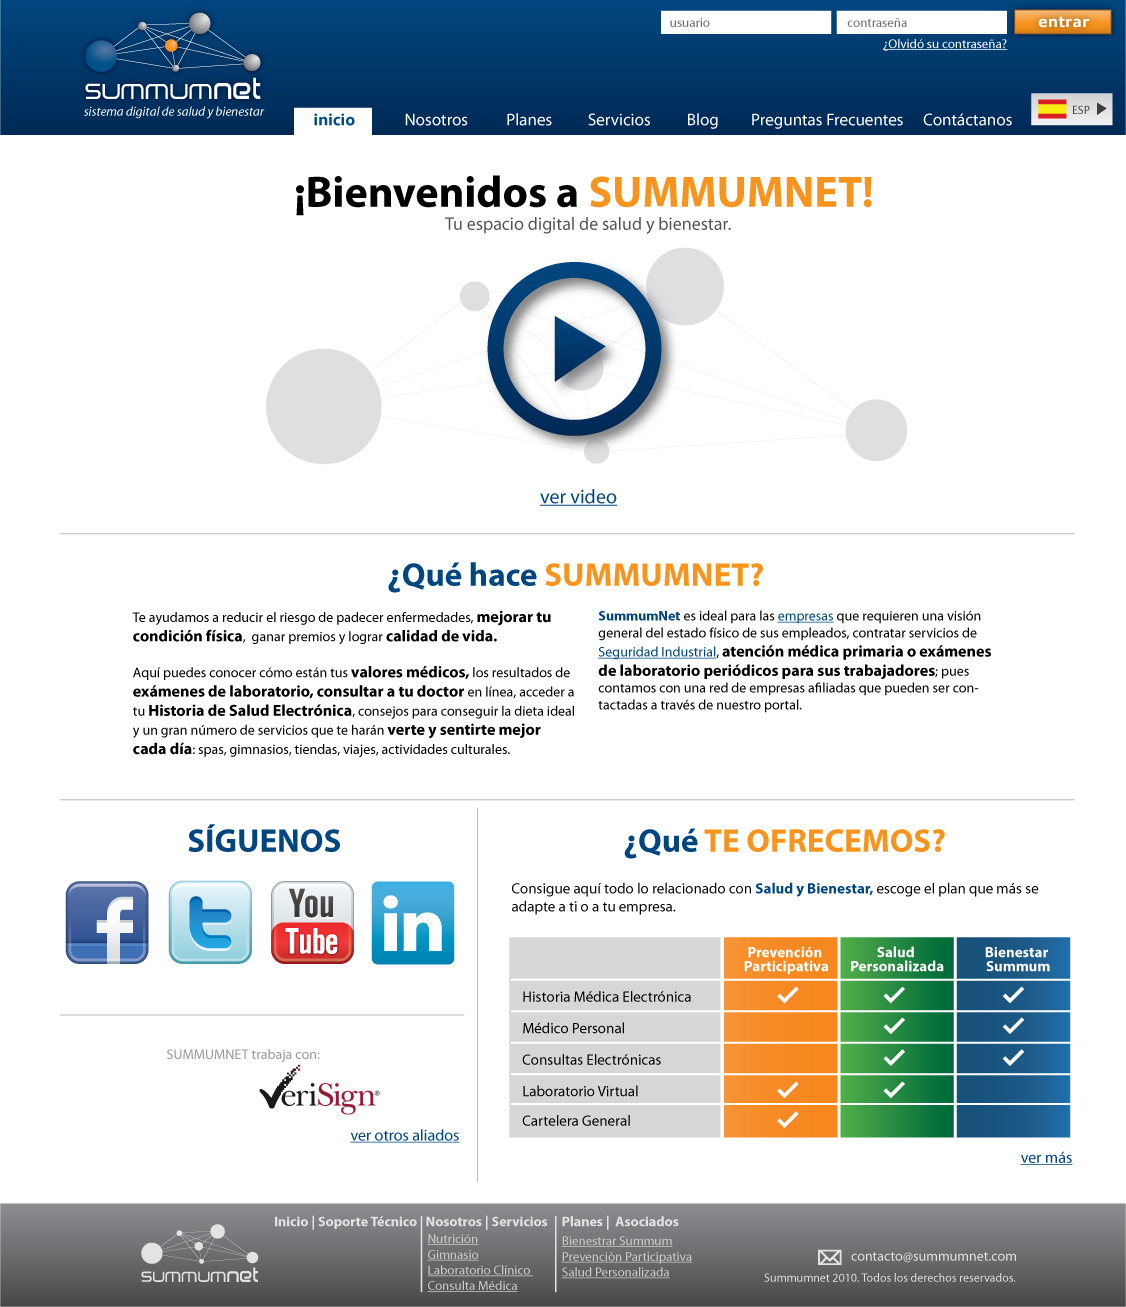 usuario
contraseña
entrar
¿Olvidó su contraseña?
summumnet
sistema digital de salud y bienestar
inicio
Nosotros
Planes
Servicios
Blog
Preguntas Frecuentes
Contáctanos
ESP
¡Bienvenidos a SUMMUMNET!
Tu espacio digital de salud y bienestar.
ver video
¿Qué hace SUMMUMNET?
Te ayudamos a reducir el riesgo de padecer enfermedades, mejorar tu
condición física, ganar premios y lograr calidad de vida.
Aquí puedes conocer cómo están tus valores médicos, los resultados de
exámenes de laboratorio, consultar a tu doctor en línea, acceder a
tu Historia de Salud Electrónica, consejos para conseguir la dieta ideal
y un gran número de servicios que te harán verte y sentirte mejor
cada día: spas, gimnasios, tiendas, viajes, actividades culturales.
SummumNet es ideal para las empresas que requieren una visión
general del estado físico de sus empleados, contratar servicios de
Seguridad Industrial, atención médica primaria o exámenes
de laboratorio periódicos para sus trabajadores; pues
contamos con una red de empresas afiliadas que pueden ser con-
tactadas a través de nuestro portal.
SÍGUENOS
f
t
You
Tube
in
SUMMUMNET trabaja con:
VeriSign®
ver otros aliados
¿Qué TE OFRECEMOS?
Consigue aquí todo lo relacionado con Salud y Bienestar, escoge el plan que más se
adapte a ti o a tu empresa.
Prevención
Participativa
Salud
Personalizada
Bienestar
Summum
Historia Médica Electrónica
Médico Personal
Consultas Electrónicas
Laboratorio Virtual
Cartelera General
ver más
summumnet
Inicio | Soporte Técnico | Nosotros | Servicios | Planes | Asociados
Nutrición
Gimnasio
Laboratorio Clínico
Consulta Médica
Bienestrar Summum
Prevenciòn Participativa
Salud Personalizada
contacto@summumnet.com
Summumnet 2010. Todos los derechos reservados.